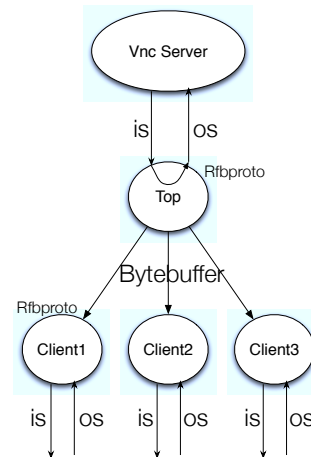 Vnc Server
is os
Rfbproto
Top
Bytebuffer
Rfbproto
Client1 Client2 Client3
is os is os is os